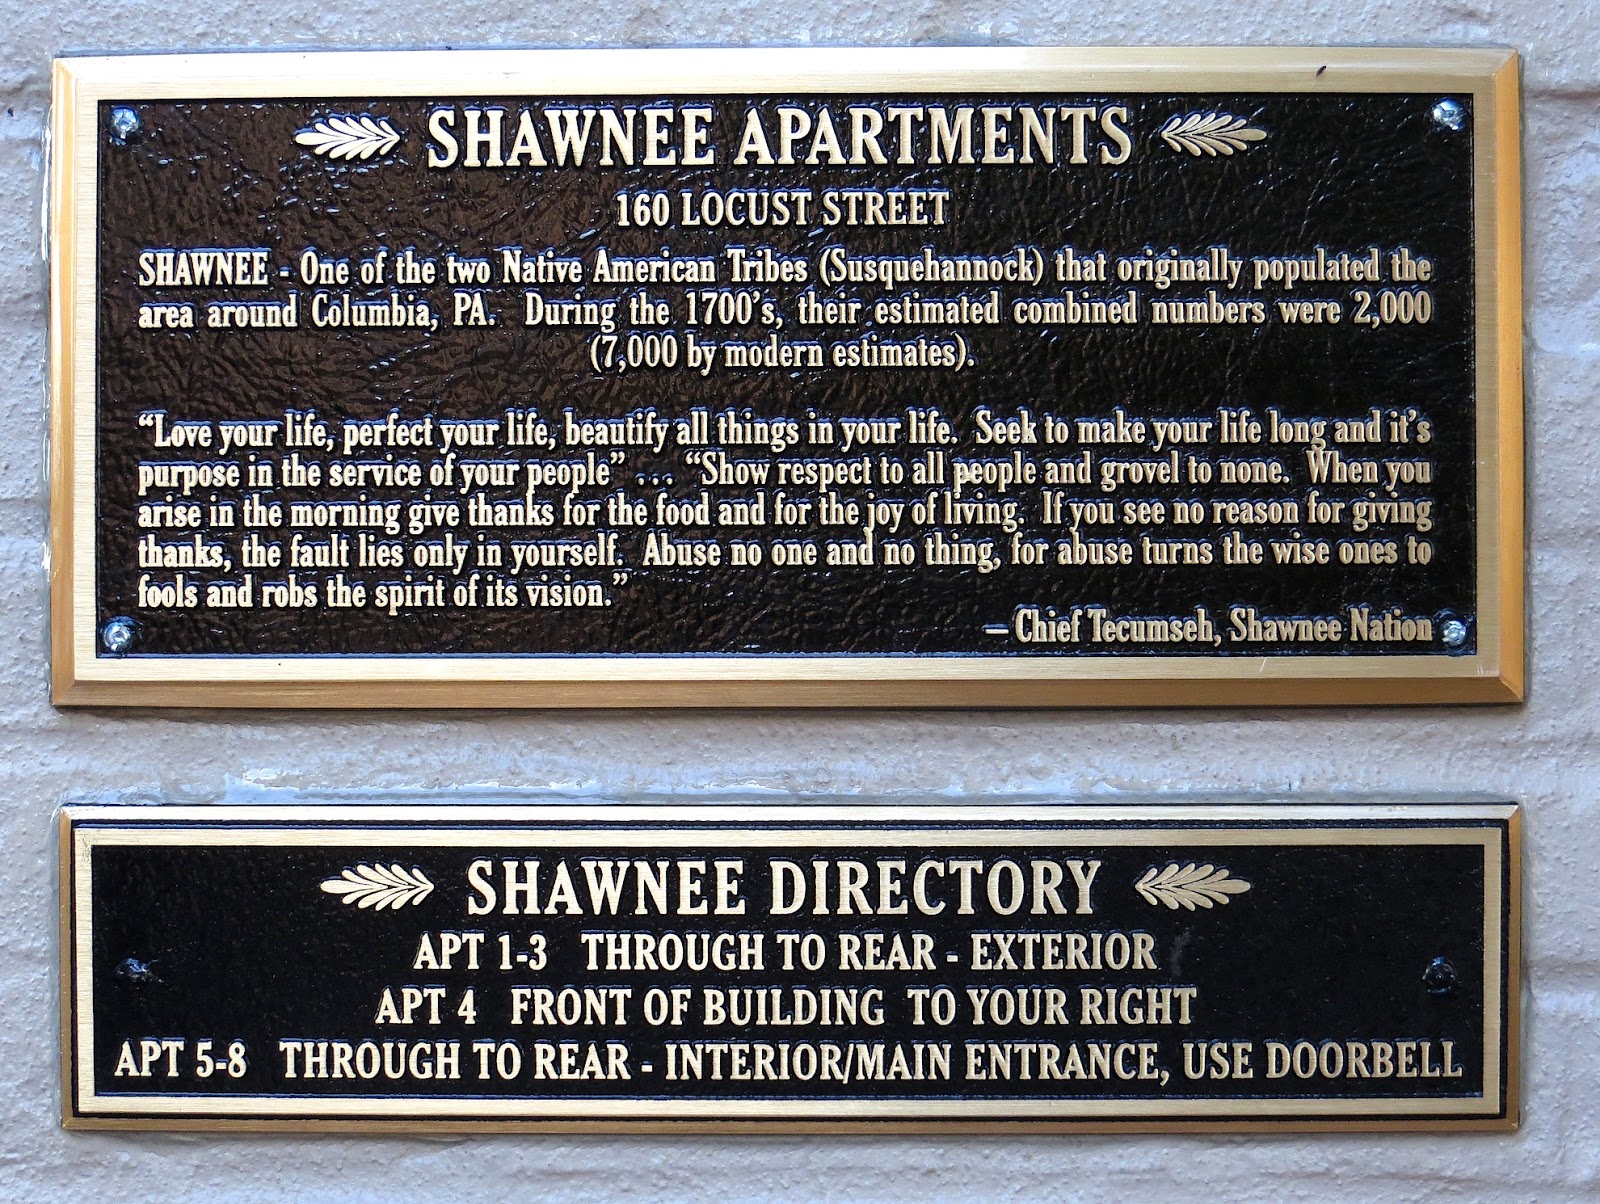 SHAWNEE APARTMENTS
160 LOCUST STREET
SHAWNEE - One of the two Native American Tribes (Susquehannock) that originally populated the
area around Columbia, PA. During the 1700's, their estimated combined numbers were 2,000
(7,000 by modern estimates).
“Love your life, perfect your life, beautify all things in your life. Seek to make your life long and it's
purpose in the service of your people” ... “Show respect to all people and grovel to none. When you
arise in the morning give thanks for the food and for the joy of living. If you see no reason for giving
thanks, the fault lies only in yourself. Abuse no one and no thing, for abuse turns the wise ones to
fools and robs the spirit of its vision.”
– Chief Tecumseh, Shawnee Nation
SHAWNEE DIRECTORY
APT 1-3 THROUGH TO REAR - EXTERIOR
APT 4 FRONT OF BUILDING TO YOUR RIGHT
APT 5-8 THROUGH TO REAR - INTERIOR/MAIN ENTRANCE, USE DOORBELL